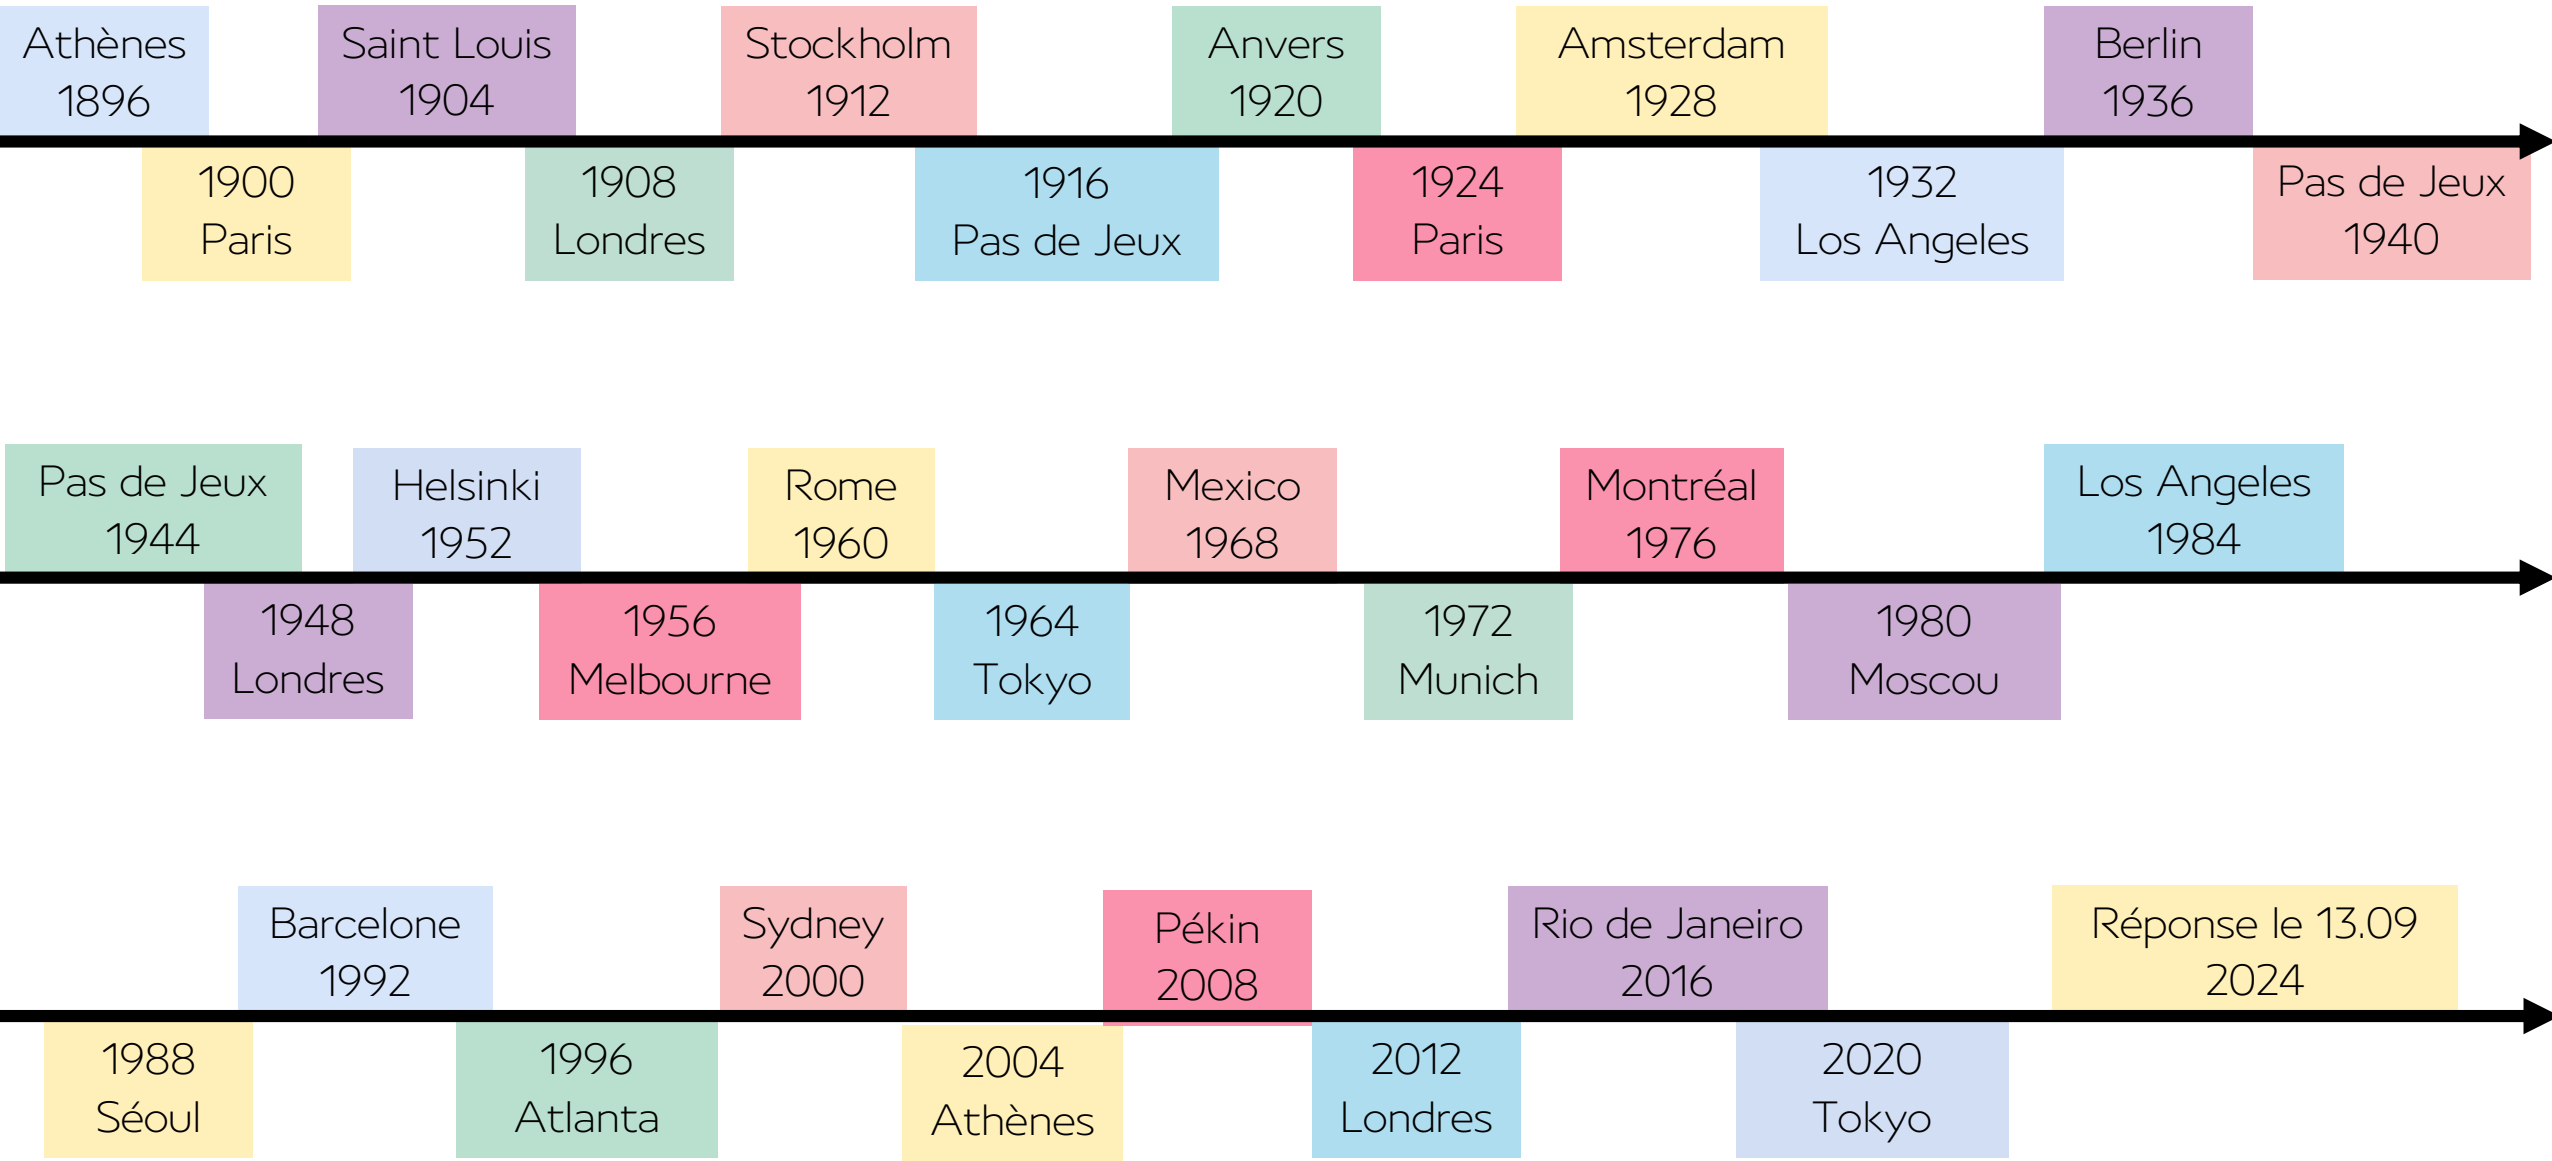 Athènes
1896
1900
Paris
Saint Louis
1904
1908
Londres
Stockholm
1912
1916
Pas de Jeux
Anvers
1920
1924
Paris
Amsterdam
1928
1932
Los Angeles
Berlin
1936
Pas de Jeux
1940
Pas de Jeux
1944
1948
Londres
Helsinki
1952
1956
Melbourne
Rome
1960
1964
Tokyo
Mexico
1968
1972
Munich
Montréal
1976
1980
Moscou
Los Angeles
1984
1988
Séoul
Barcelone
1992
1996
Atlanta
Sydney
2000
2004
Athènes
Pékin
2008
2012
Londres
Rio de Janeiro
2016
2020
Tokyo
Réponse le 13.09
2024